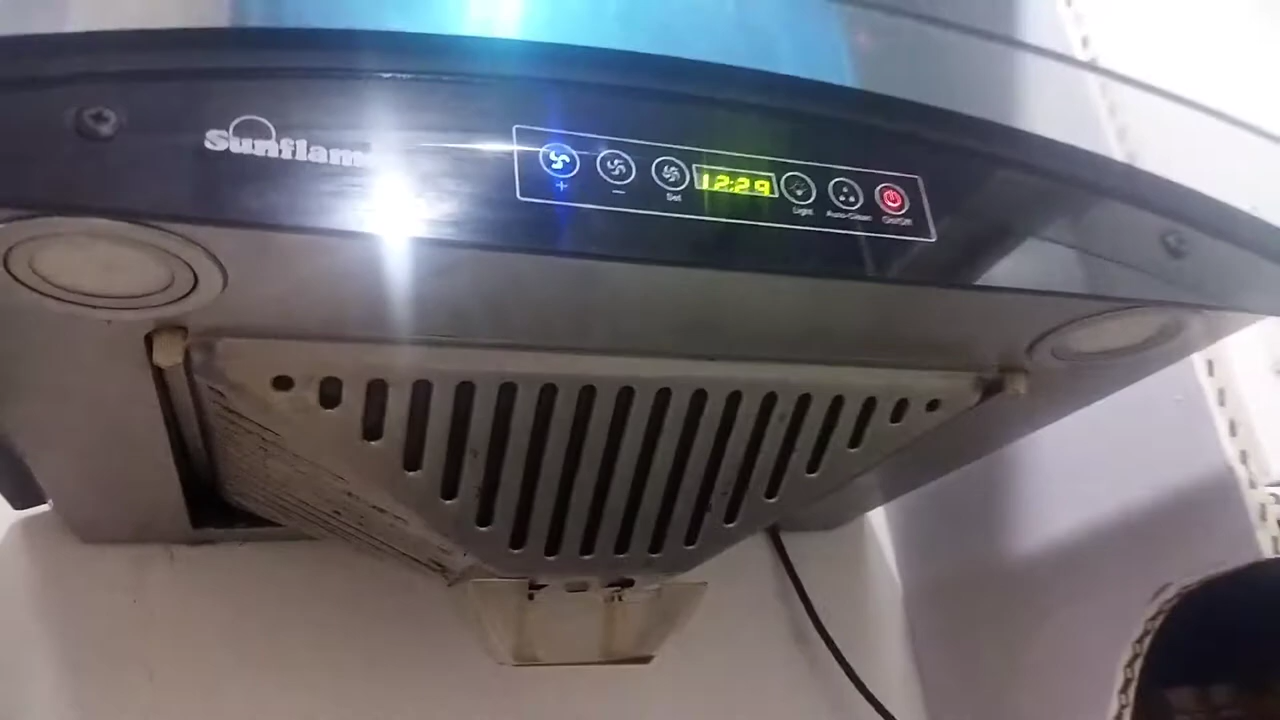 Sunflam
12:29
+
−
Set
Light
Auto-Clean
On/Off